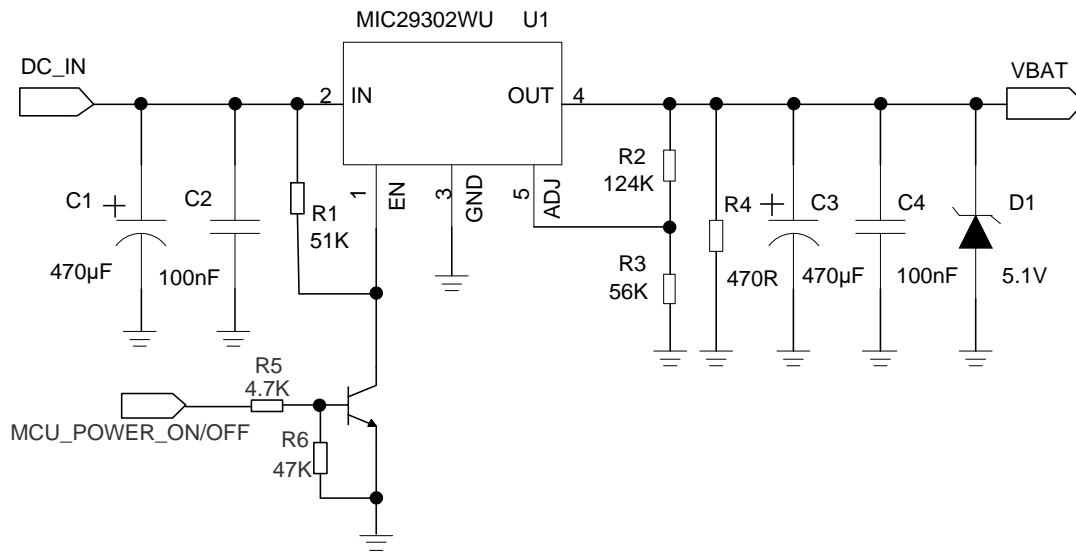 MIC29302WU U1
DC_IN
VBAT
2 IN
OUT 4
1
EN
3
GND
5
ADJ
R1
51K
R2
124K
R3
56K
R4
470R
C1 +
470µF
C2
100nF
+ C3
470µF
C4
100nF
D1
5.1V
R5
4.7K
MCU_POWER_ON/OFF
R6
47K